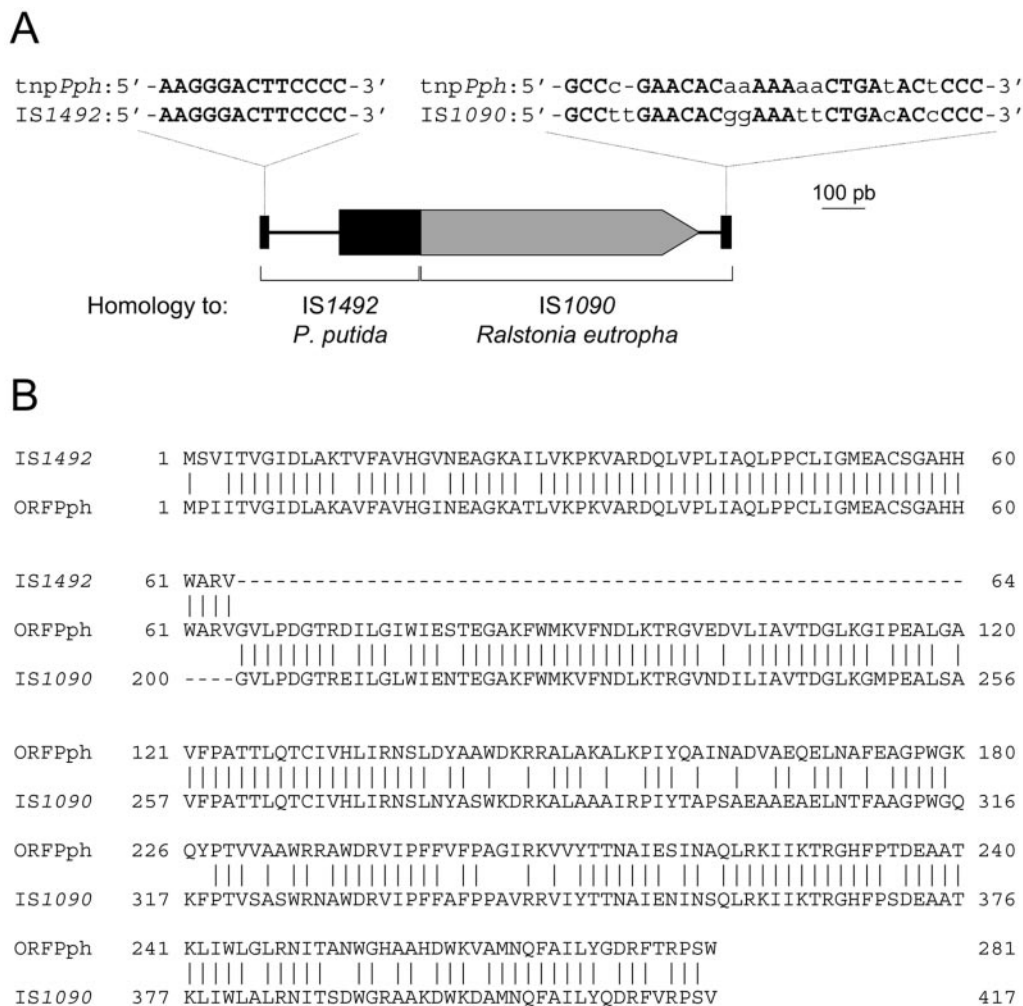 A
tnpPph:5’-AAGGGACTTCCCC-3’ tnpPph:5’-GCCc-GAACACaaAAAaaCTGAtACtCCC-3’
IS1492:5’-AAGGGACTTCCCC-3’ IS1090:5’-GCCttGAACACggAAAttCTGAcACcCCC-3’
100 pb
Homology to: IS1492 IS1090
P. putida Ralstonia eutropha
B
IS1492 1 MSVITVGIDLAKTVFAVHGVNEAGKAILVKPKVARDQLVPLIAQLPPCLIGMEACSGAHH 60
ORFPph 1 MPIITVGIDLAKAVFAVHGINEAGKATLVKPKVARDQLVPLIAQLPPCLIGMEACSGAHH 60
IS1492 61 WARV-------------------------------------------------------- 64
ORFPph 61 WARVGVLPDGTRDILGIWIESTEGAKFWMKVFNDLKTRGVEDVLIAVTDGLKGIPEALGA 120
IS1090 200 ----GVLPDGTREILGLWIENTEGAKFWMKVFNDLKTRGVNDILIAVTDGLKGMPEALSA 256
ORFPph 121 VFPATTLQTCIVHLIRNSLDYAAWDKRRALAKALKPIYQAINADVAEQELNAFEAGPWGK 180
IS1090 257 VFPATTLQTCIVHLIRNSLNYASWKDRKALAAAIRPIYTAPSAEAAEAELNTFAAGPWGQ 316
ORFPph 226 QYPTVVAAWRRAWDRVIPFFVFPAGIRKVVYTTNAIESINAQLRKIIKTRGHFPTDEAAT 240
IS1090 317 KFPTVSASWRNAWDRVIPFFAFPPAVRRVIYTTNAIENINSQLRKIIKTRGHFPSDEAAT 376
ORFPph 241 KLIWLGLRNITANWGHAAHDWKVAMNQFAILYGDRFTRPSW 281
IS1090 377 KLIWLALRNITSDWGRAAKDWKDAMNQFAILYQDRFVRPSV 417